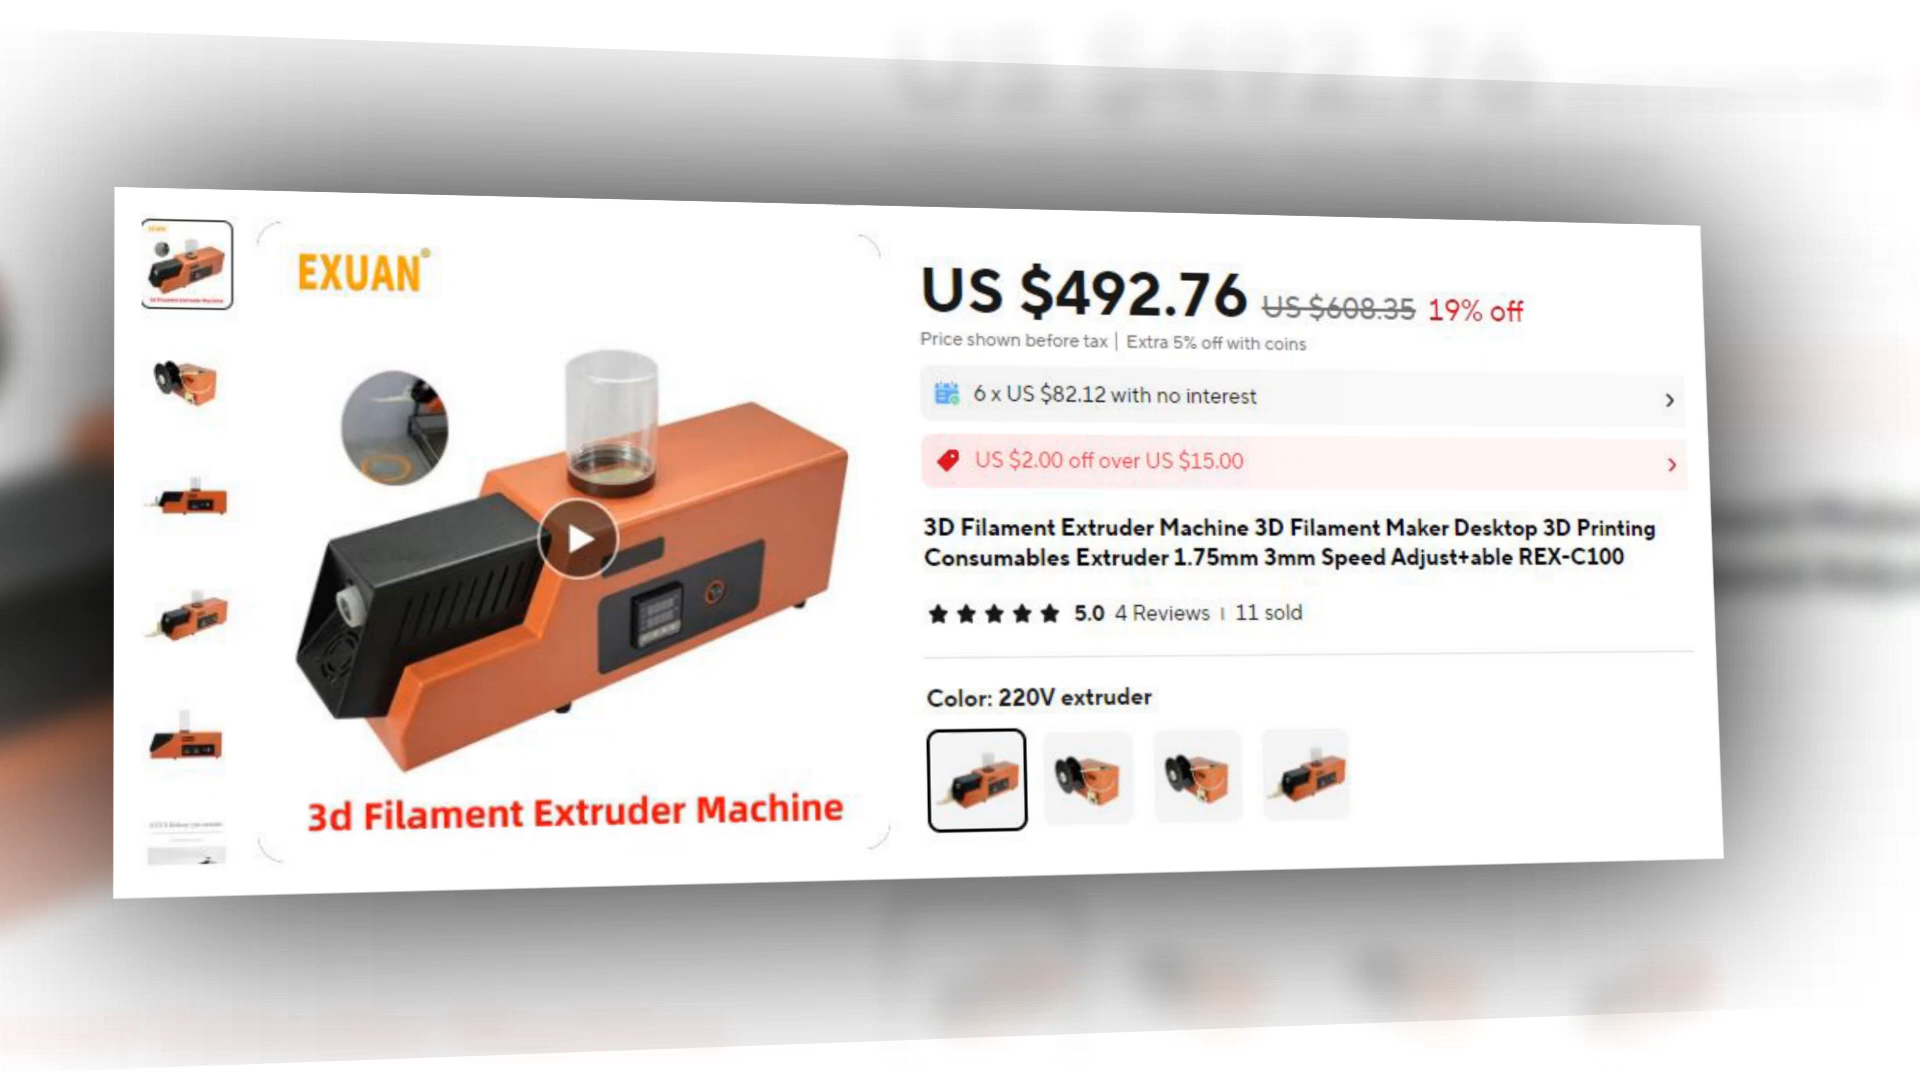 EXUAN®
3d Filament Extruder Machine
US $492.76 US $608.35 19% off
Price shown before tax | Extra 5% off with coins
6 x US $82.12 with no interest
US $2.00 off over US $15.00
3D Filament Extruder Machine 3D Filament Maker Desktop 3D Printing
Consumables Extruder 1.75mm 3mm Speed Adjust+able REX-C100
5.0 4 Reviews | 11 sold
Color: 220V extruder